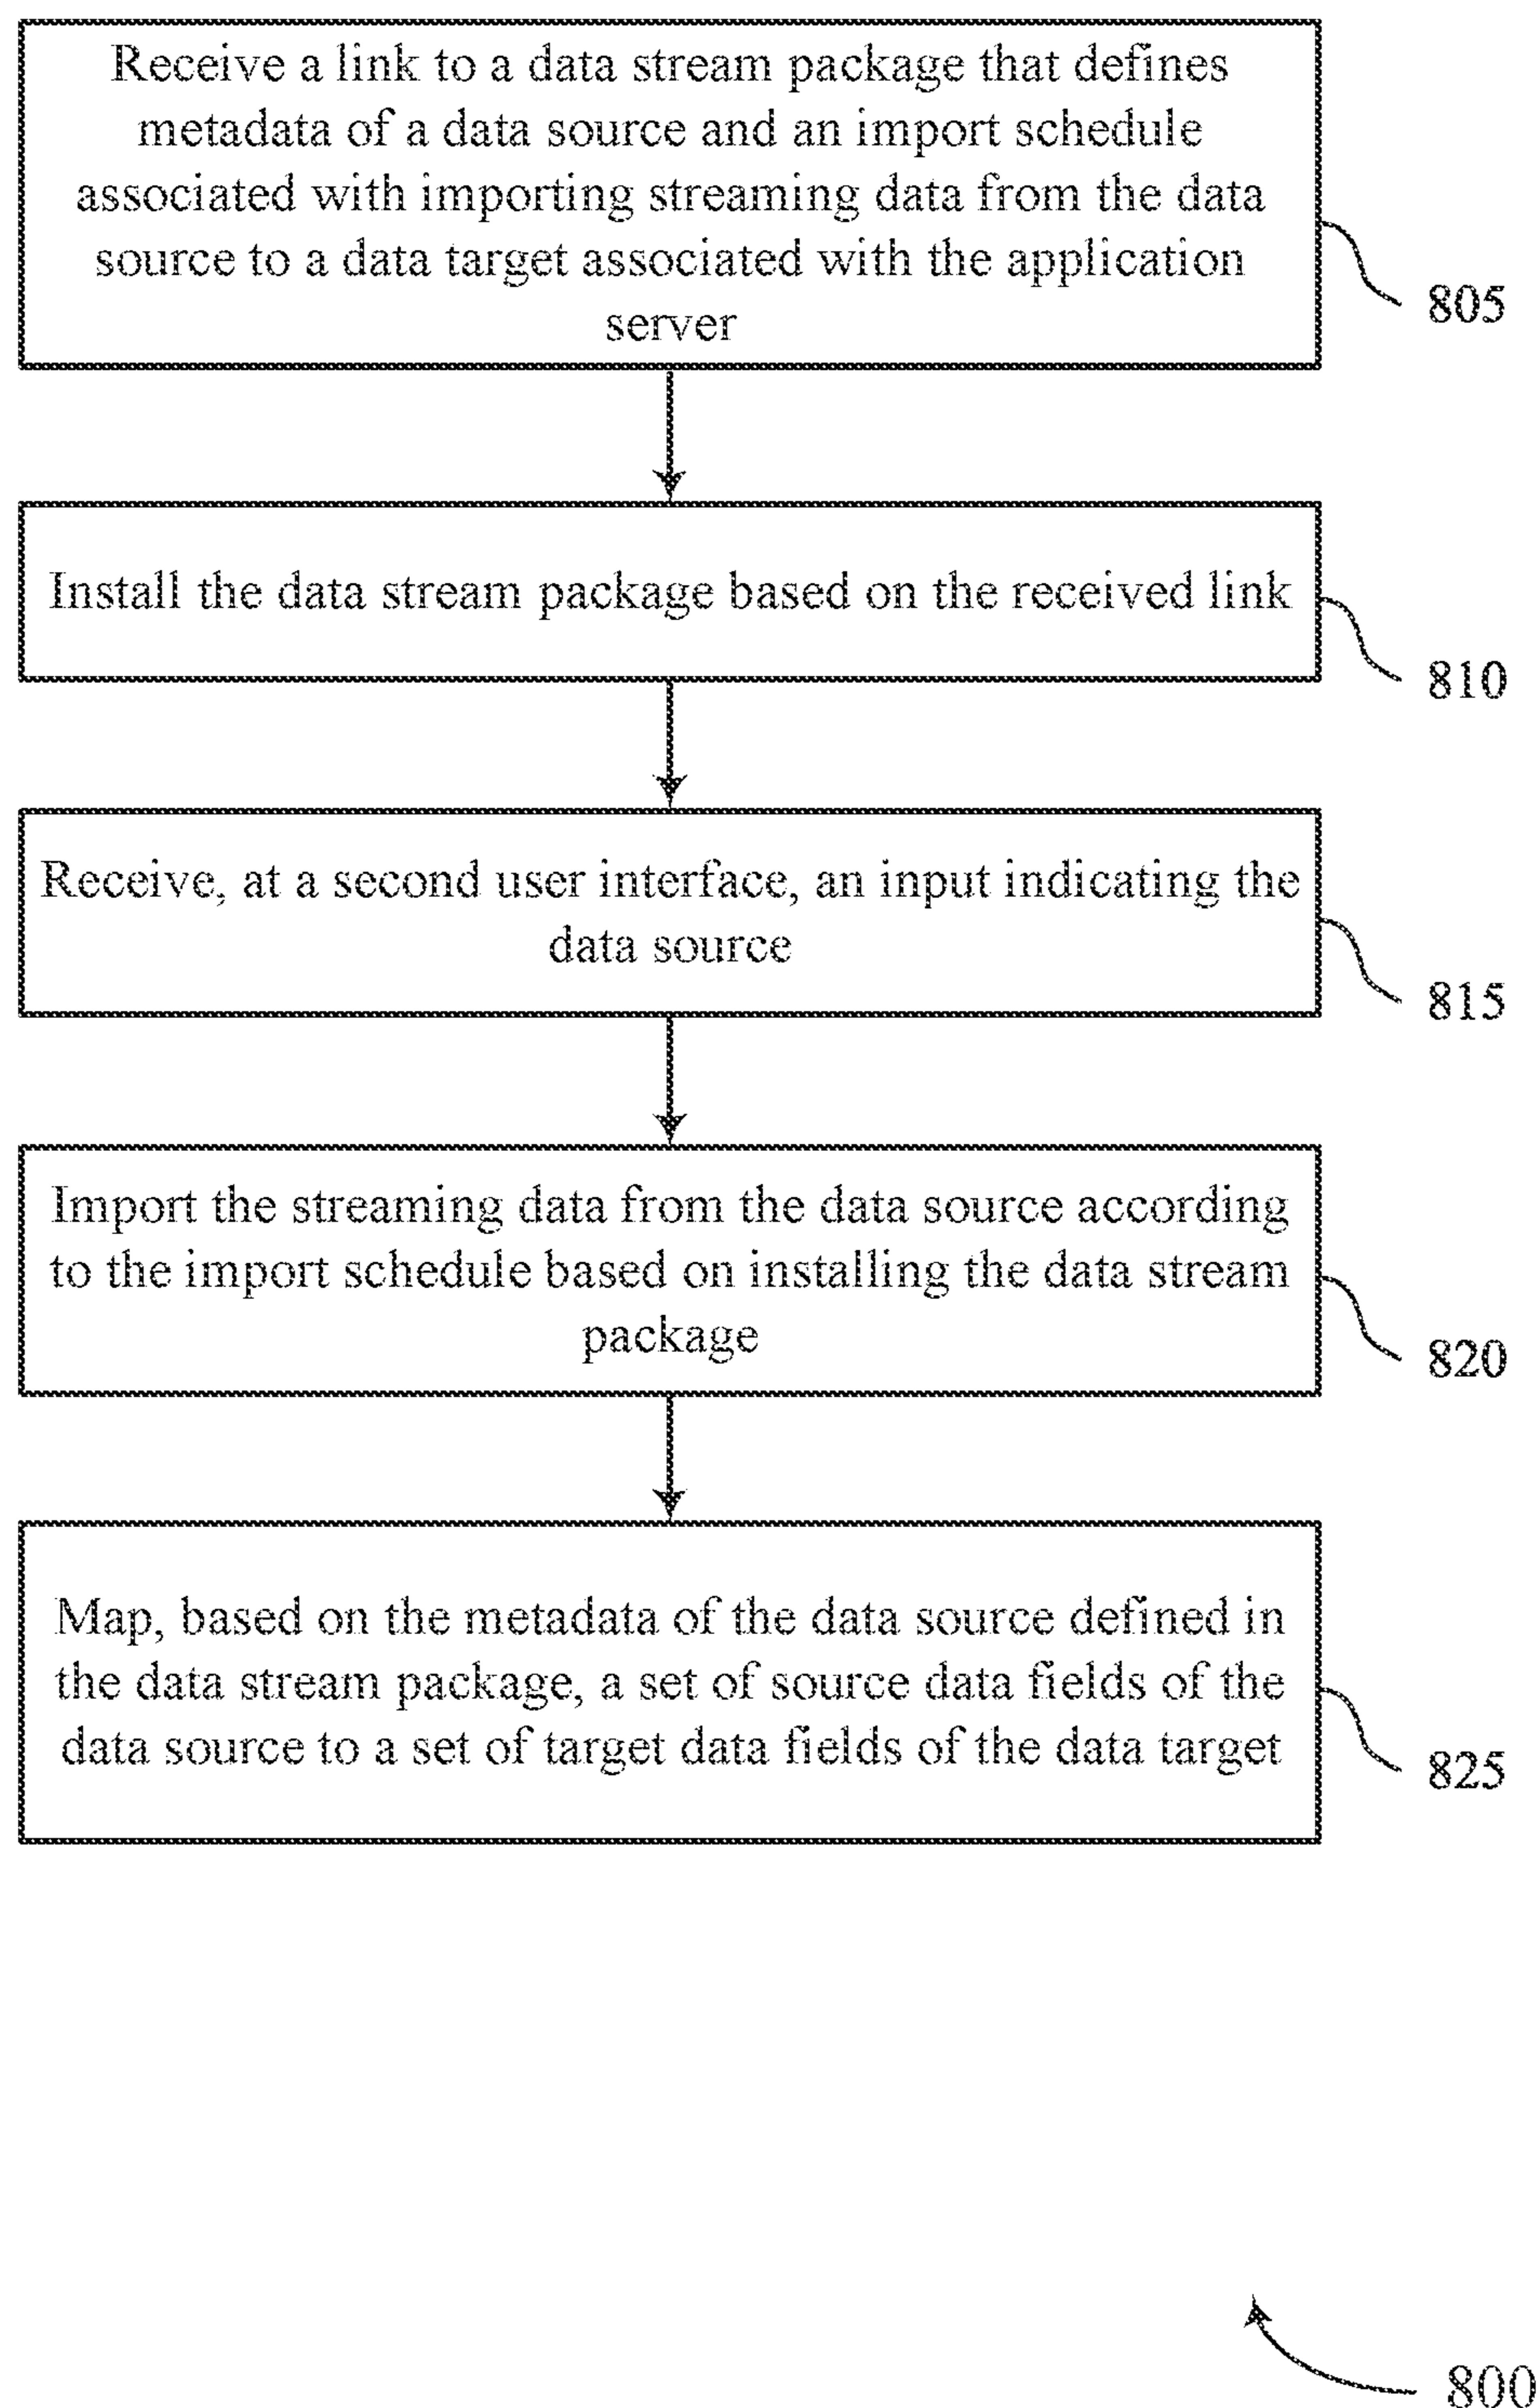 Receive a link to a data stream package that defines
metadata of a data source and an import schedule
associated with importing streaming data from the data
source to a data target associated with the application
server
805
Install the data stream package based on the received link
810
Receive, at a second user interface, an input indicating the
data source
815
Import the streaming data from the data source according
to the import schedule based on installing the data stream
package
820
Map, based on the metadata of the data source defined in
the data stream package, a set of source data fields of the
data source to a set of target data fields of the data target
825
800